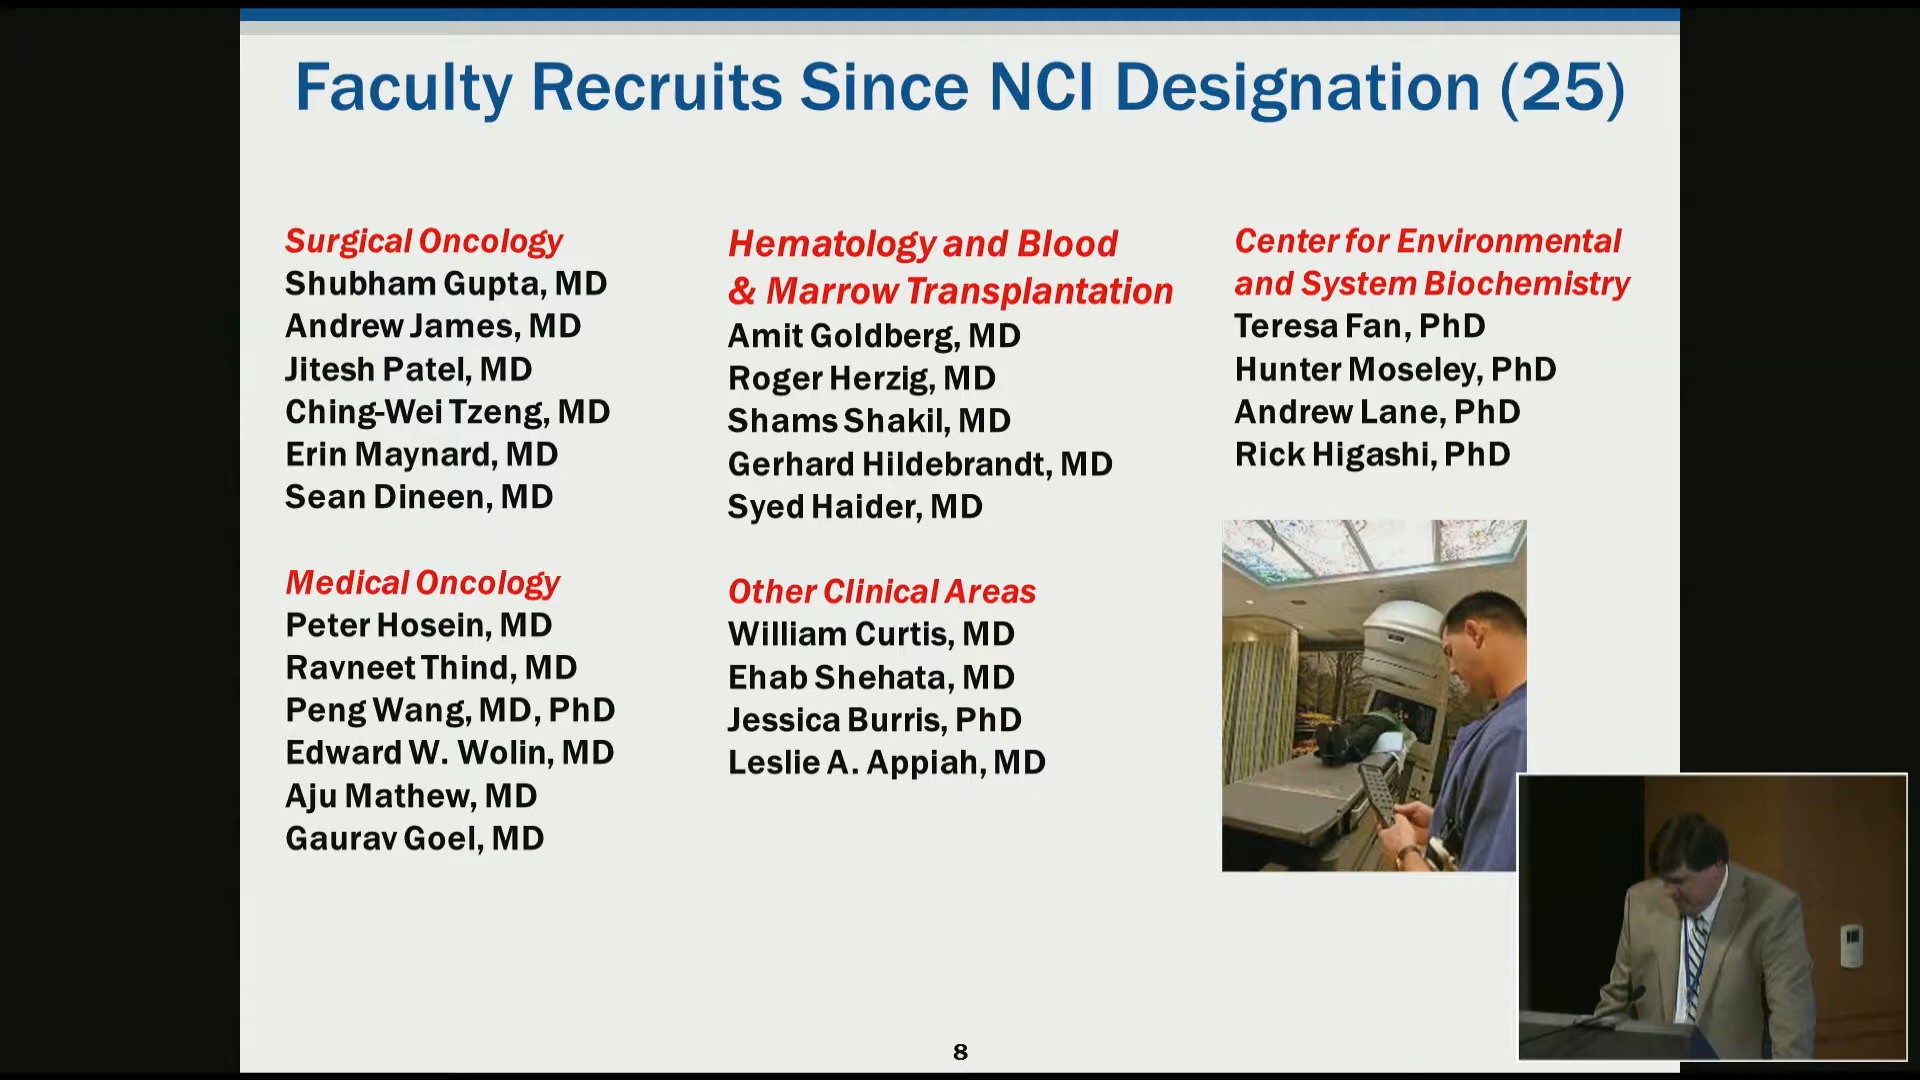 Faculty Recruits Since NCI Designation (25)
Surgical Oncology
Shubham Gupta, MD
Andrew James, MD
Jitesh Patel, MD
Ching-Wei Tzeng, MD
Erin Maynard, MD
Sean Dineen, MD
Medical Oncology
Peter Hosein, MD
Ravneet Thind, MD
Peng Wang, MD, PhD
Edward W. Wolin, MD
Aju Mathew, MD
Gaurav Goel, MD
Hematology and Blood
& Marrow Transplantation
Amit Goldberg, MD
Roger Herzig, MD
Shams Shakil, MD
Gerhard Hildebrandt, MD
Syed Haider, MD
Other Clinical Areas
William Curtis, MD
Ehab Shehata, MD
Jessica Burris, PhD
Leslie A. Appiah, MD
Center for Environmental
and System Biochemistry
Teresa Fan, PhD
Hunter Moseley, PhD
Andrew Lane, PhD
Rick Higashi, PhD
8